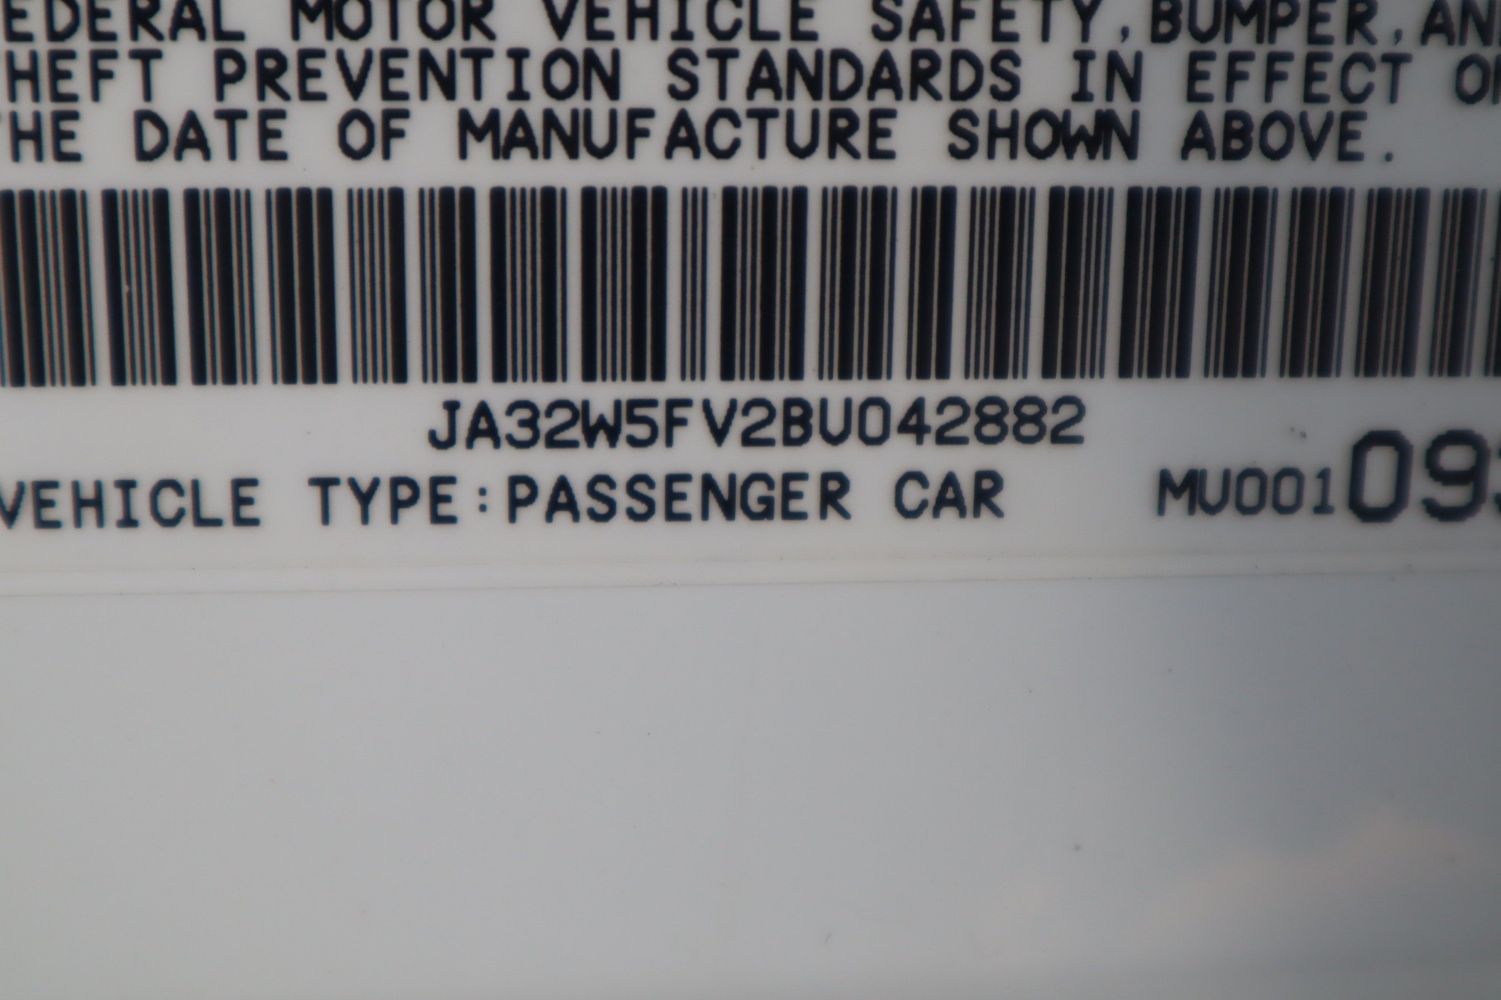 EDERAL MOTOR VEHICLE SAFETY, BUMPER, AN
HEFT PREVENTION STANDARDS IN EFFECT O
HE DATE OF MANUFACTURE SHOWN ABOVE.
JA32W5FV2BU042882
VEHICLE TYPE:PASSENGER CAR MU001093